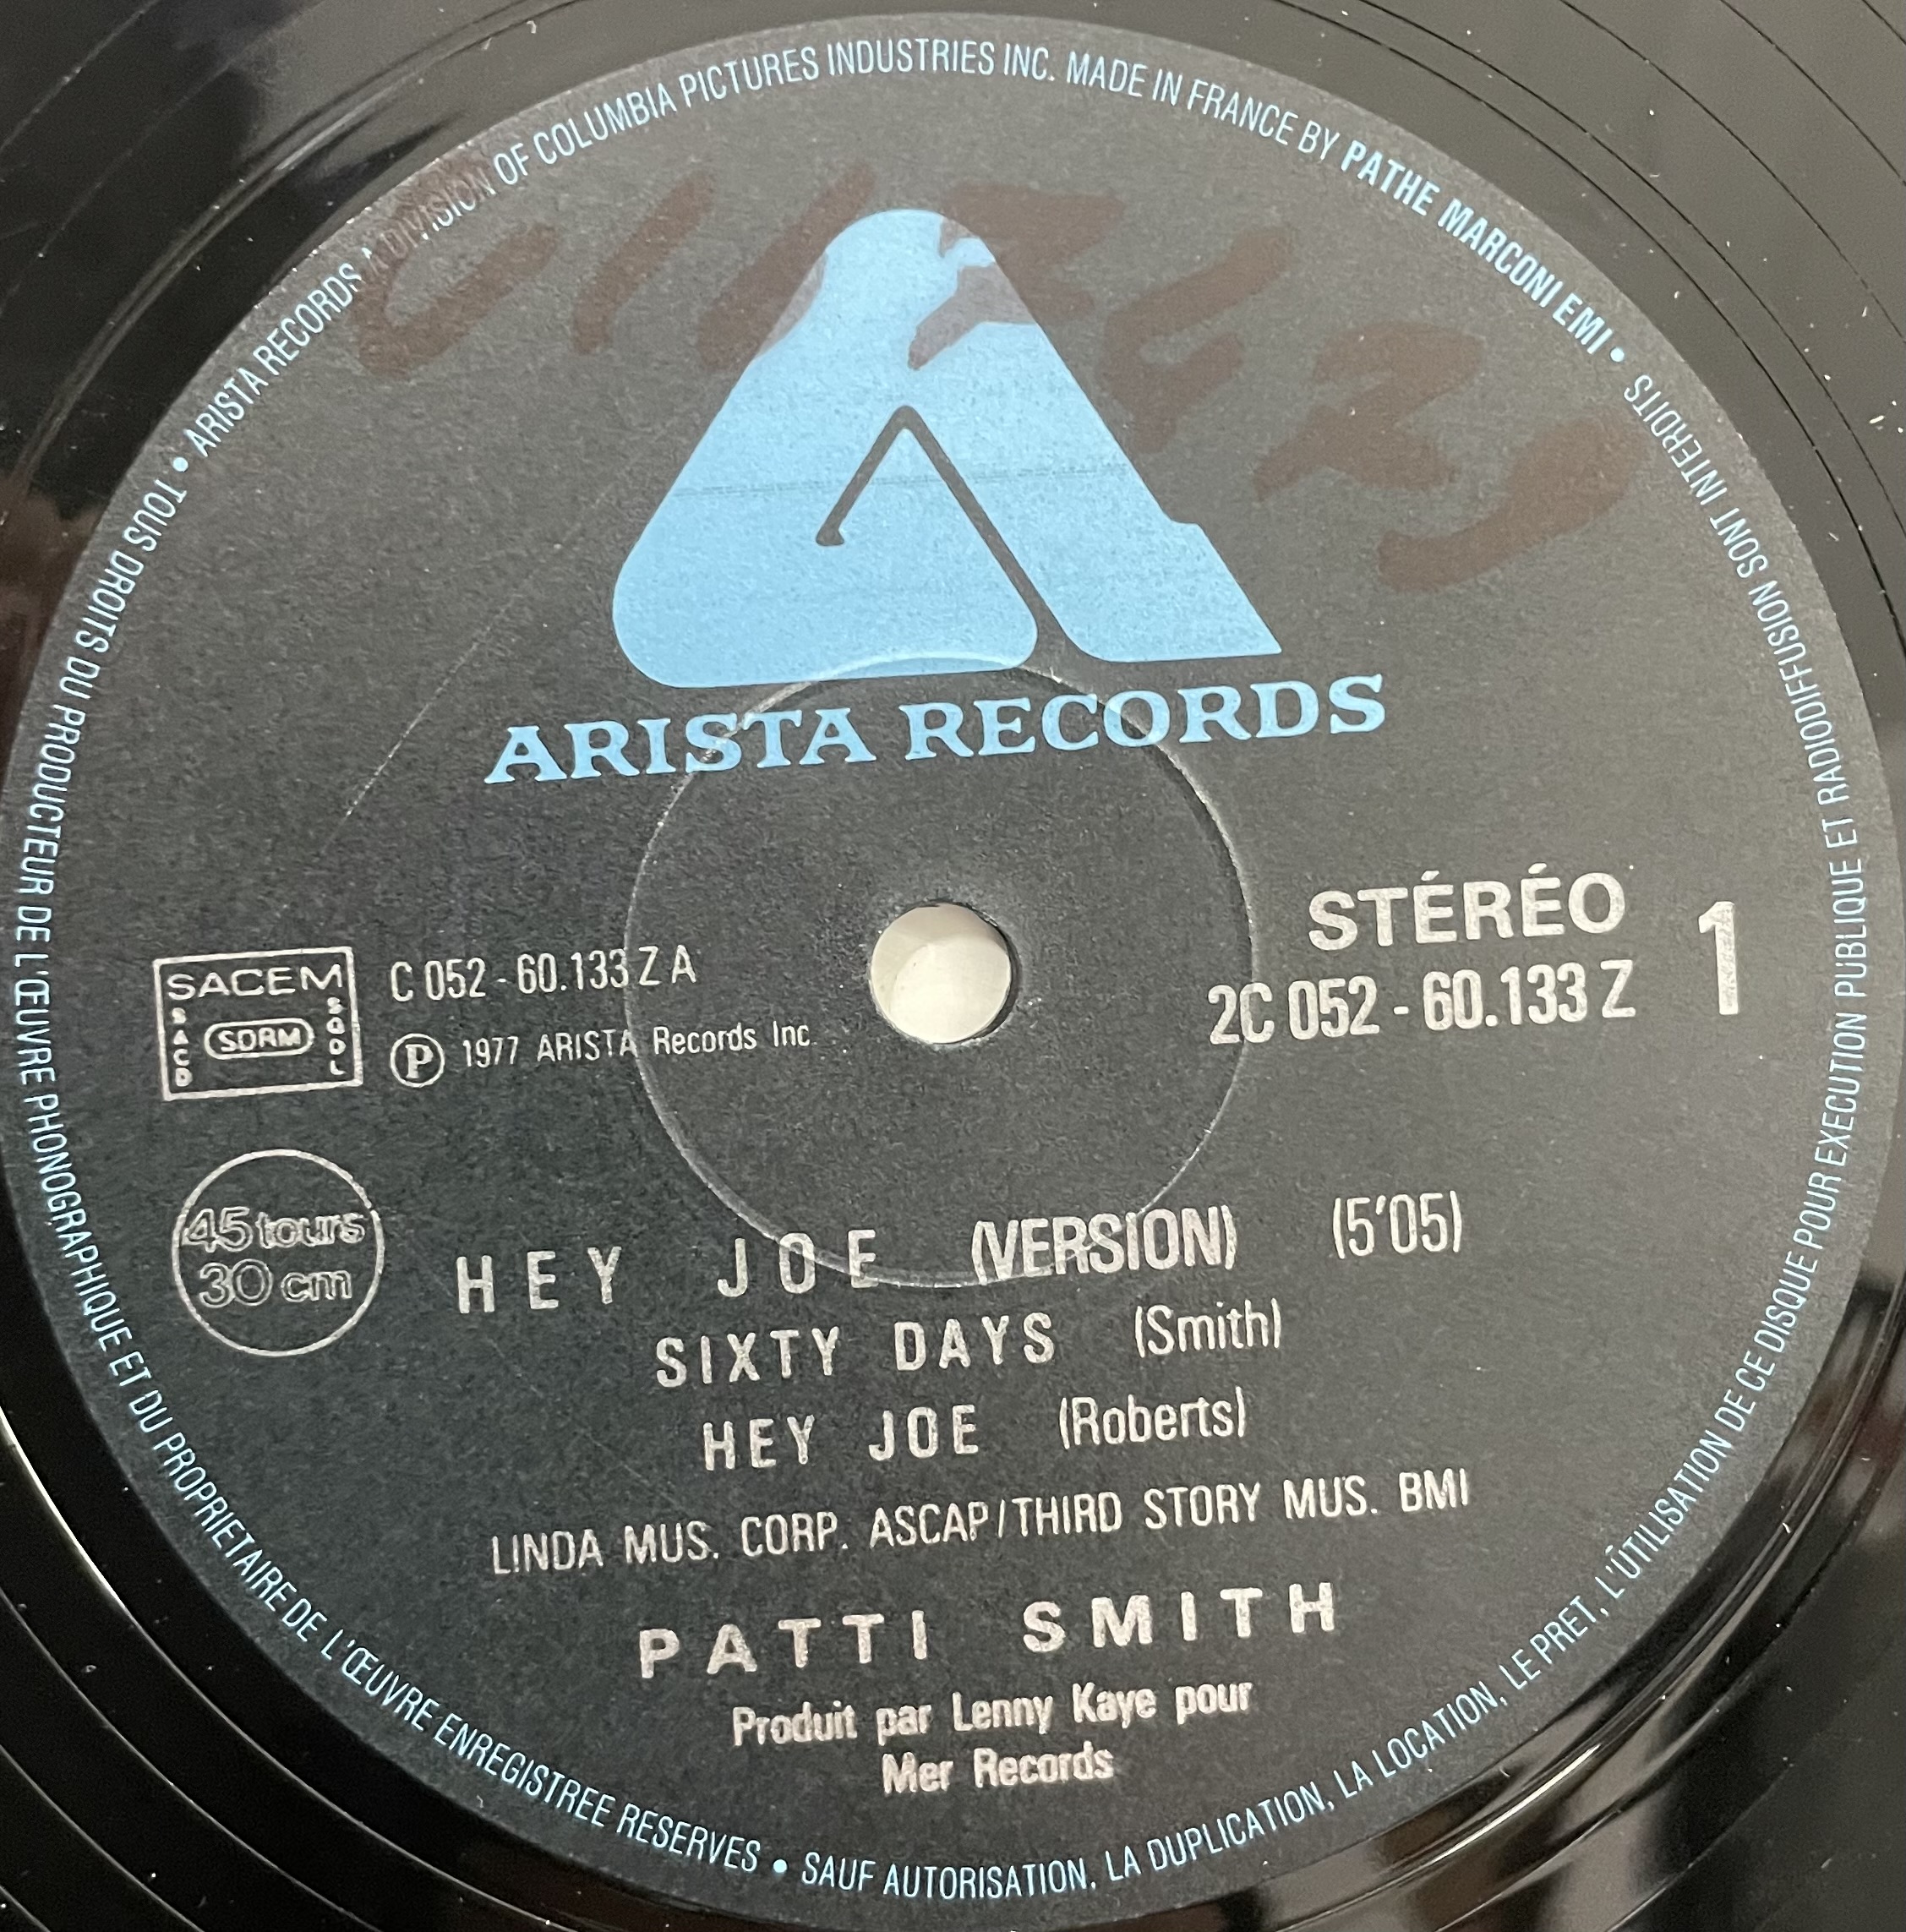 • ARISTA RECORDS A DIVISION OF COLUMBIA PICTURES INDUSTRIES INC. MADE IN FRANCE BY PATHE MARCONI EMI •
TOUS DROITS DU PRODUCTEUR DE L'ŒUVRE PHONOGRAPHIQUE ET DU PROPRIETAIRE DE L'ŒUVRE ENREGISTREE RESERVES • SAUF AUTORISATION, LA DUPLICATION, LA LOCATION, LE PRET, L'UTILISATION DE CE DISQUE POUR EXECUTION PUBLIQUE ET RADIODIFFUSION SONT INTERDITS
ARISTA RECORDS
STÉRÉO
2C 052 - 60.133 Z
1
SACEM
SACD
SDRM
SGDL
C 052 - 60.133 Z A
Ⓟ 1977 ARISTA Records Inc.
45 tours
30 cm
HEY JOE (VERSION) (5'05)
SIXTY DAYS (Smith)
HEY JOE (Roberts)
LINDA MUS. CORP. ASCAP/THIRD STORY MUS. BMI
PATTI SMITH
Produit par Lenny Kaye pour
Mer Records